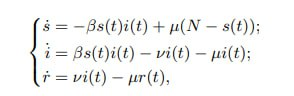 ṡ = −βs(t)i(t) + μ(N − s(t));
i̇ = βs(t)i(t) − νi(t) − μi(t);
ṙ = νi(t) − μr(t),